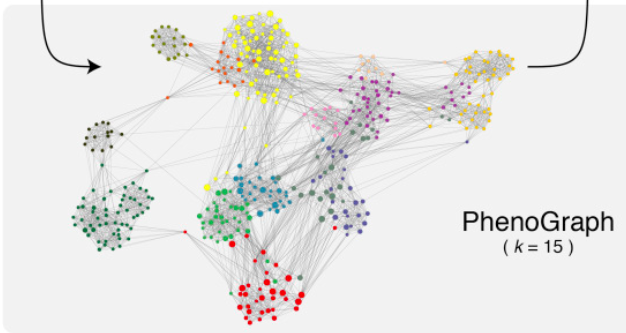 PhenoGraph
( k = 15 )